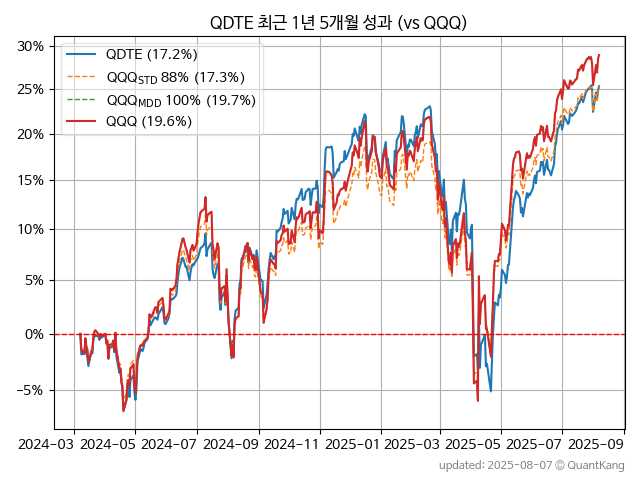 QDTE 최근 1년 5개월 성과 (vs QQQ)
QDTE (17.2%)
QQQSTD 88% (17.3%)
QQQMDD 100% (19.7%)
QQQ (19.6%)
30%
25%
20%
15%
10%
5%
0%
−5%
2024−03 2024−05 2024−07 2024−09 2024−11 2025−01 2025−03 2025−05 2025−07 2025−09
updated: 2025−08−07 ⓒ QuantKang